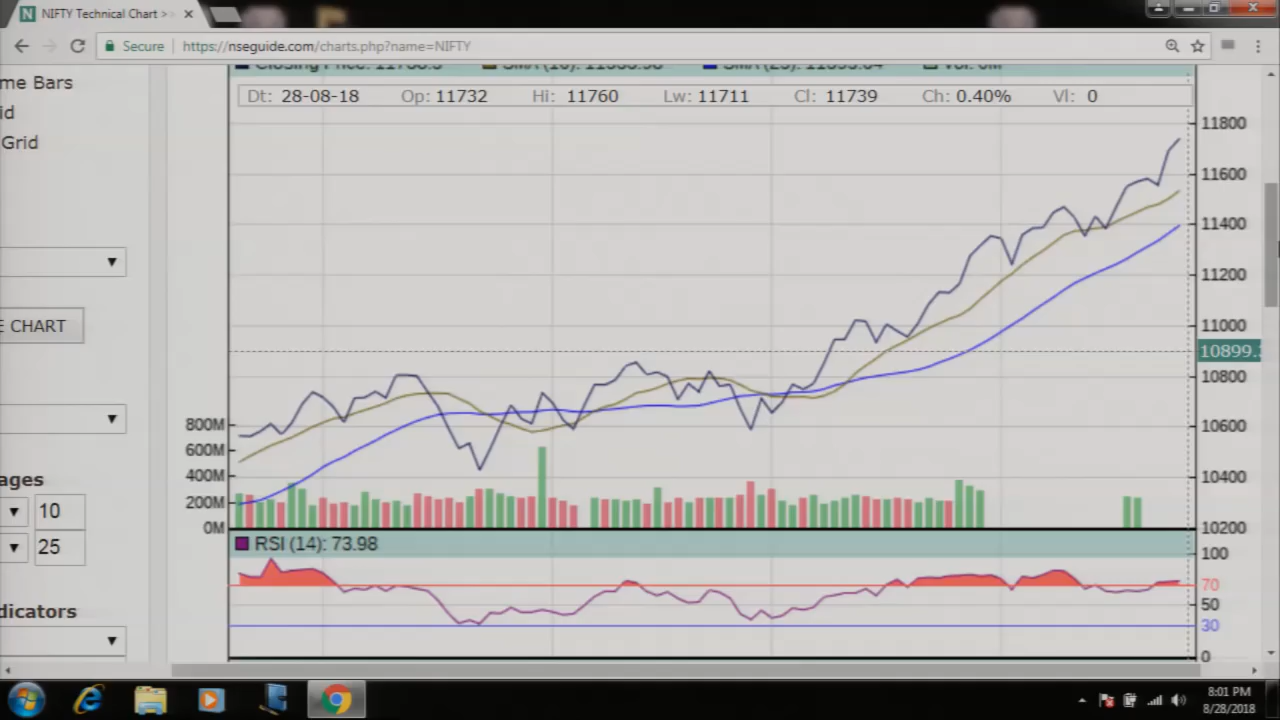 NIFTY Technical Chart >
Secure https://nseguide.com/charts.php?name=NIFTY
me Bars
id
Grid
E CHART
ages
10
25
dicators
Dt: 28-08-18 Op: 11732 Hi: 11760 Lw: 11711 Cl: 11739 Ch: 0.40% Vl: 0
11800
11600
11400
11200
11000
10899.
10800
10600
10400
10200
800M
600M
400M
200M
0M
RSI (14): 73.98
100
70
50
30
0
8:01 PM
8/28/2018